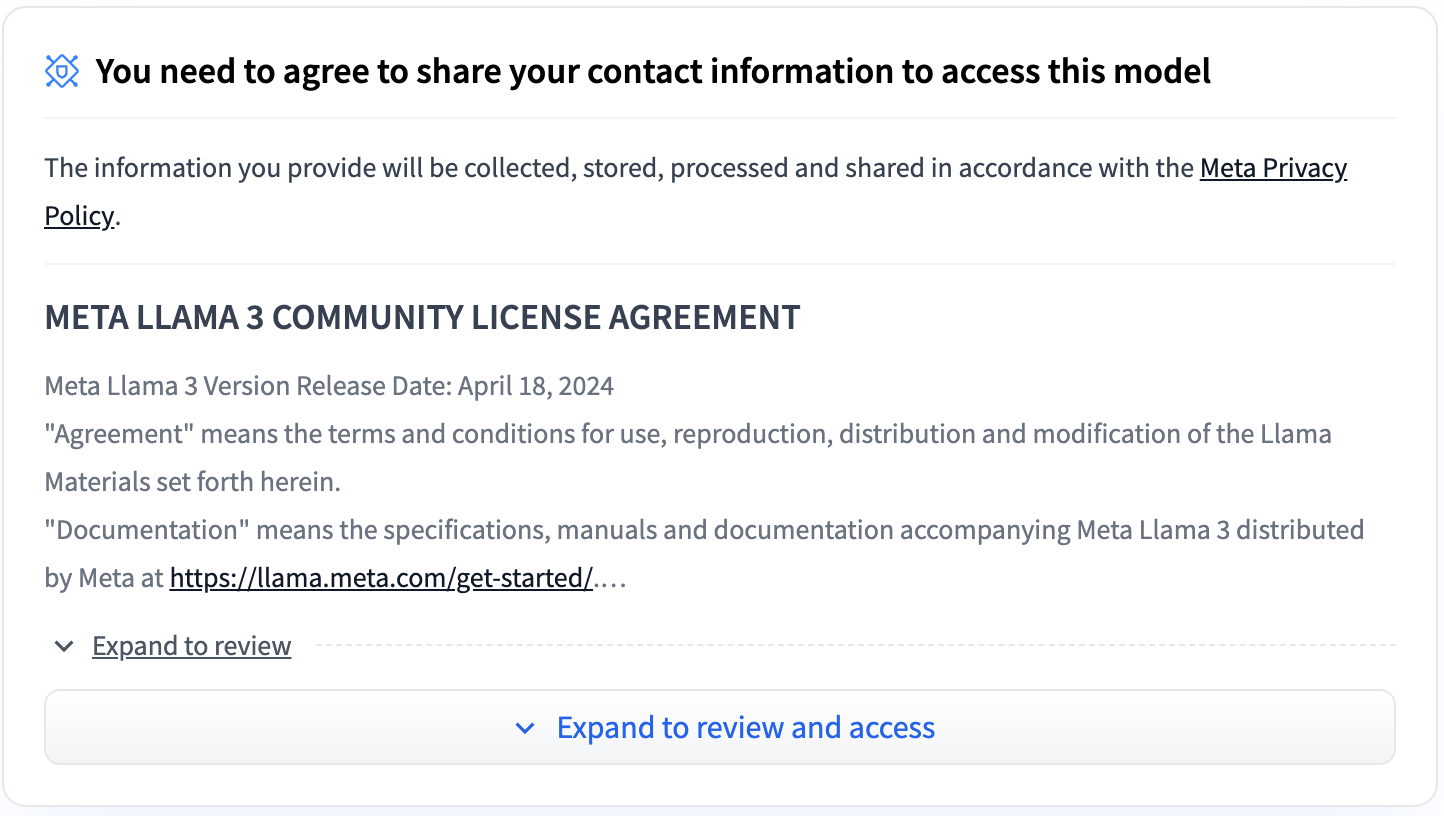 You need to agree to share your contact information to access this model
The information you provide will be collected, stored, processed and shared in accordance with the Meta Privacy
Policy.
META LLAMA 3 COMMUNITY LICENSE AGREEMENT
Meta Llama 3 Version Release Date: April 18, 2024
"Agreement" means the terms and conditions for use, reproduction, distribution and modification of the Llama
Materials set forth herein.
"Documentation" means the specifications, manuals and documentation accompanying Meta Llama 3 distributed
by Meta at https://llama.meta.com/get-started/....
Expand to review
Expand to review and access